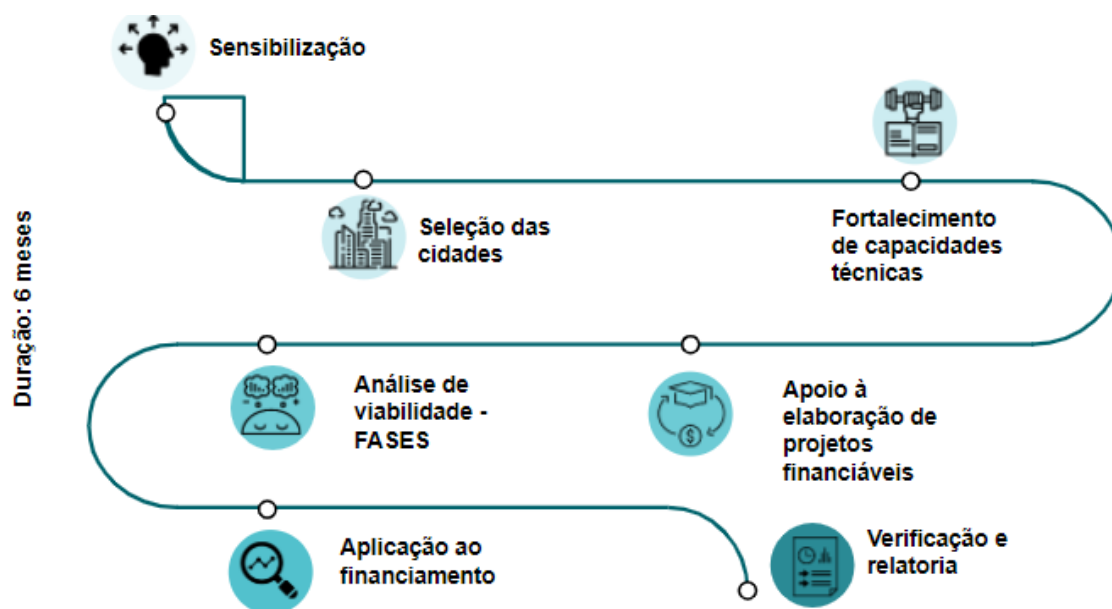 Sensibilização
Seleção das
cidades
Fortalecimento
de capacidades
técnicas
Duração: 6 meses
Análise de
viabilidade -
FASES
Apoio à
elaboração de
projetos
financiáveis
Aplicação ao
financiamento
Verificação e
relatoria